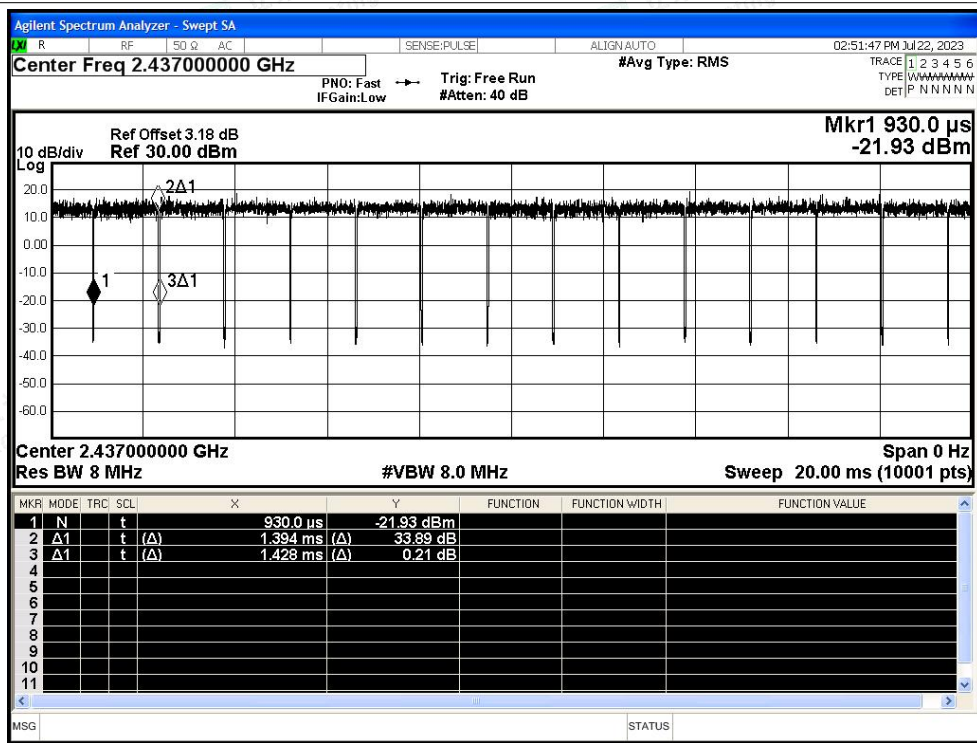 Agilent Spectrum Analyzer - Swept SA
LXI R RF 50 Ω AC SENSE:PULSE ALIGN AUTO 02:51:47 PM Jul 22, 2023
Center Freq 2.437000000 GHz #Avg Type: RMS TRACE 1 2 3 4 5 6
PNO: Fast Trig: Free Run TYPE WWWWWW
IFGain:Low #Atten: 40 dB DET P N N N N N
Mkr1 930.0 µs
-21.93 dBm
Ref Offset 3.18 dB
10 dB/div Ref 30.00 dBm
Log
20.0
2Δ1
10.0
0.00
-10.0
1
3Δ1
-20.0
-30.0
-40.0
-50.0
-60.0
Center 2.437000000 GHz Span 0 Hz
Res BW 8 MHz #VBW 8.0 MHz Sweep 20.00 ms (10001 pts)
MKR MODE TRC SCL X Y FUNCTION FUNCTION WIDTH FUNCTION VALUE
1 N t 930.0 µs -21.93 dBm
2 Δ1 t (Δ) 1.394 ms (Δ) 33.89 dB
3 Δ1 t (Δ) 1.428 ms (Δ) 0.21 dB
4
5
6
7
8
9
10
11
MSG STATUS